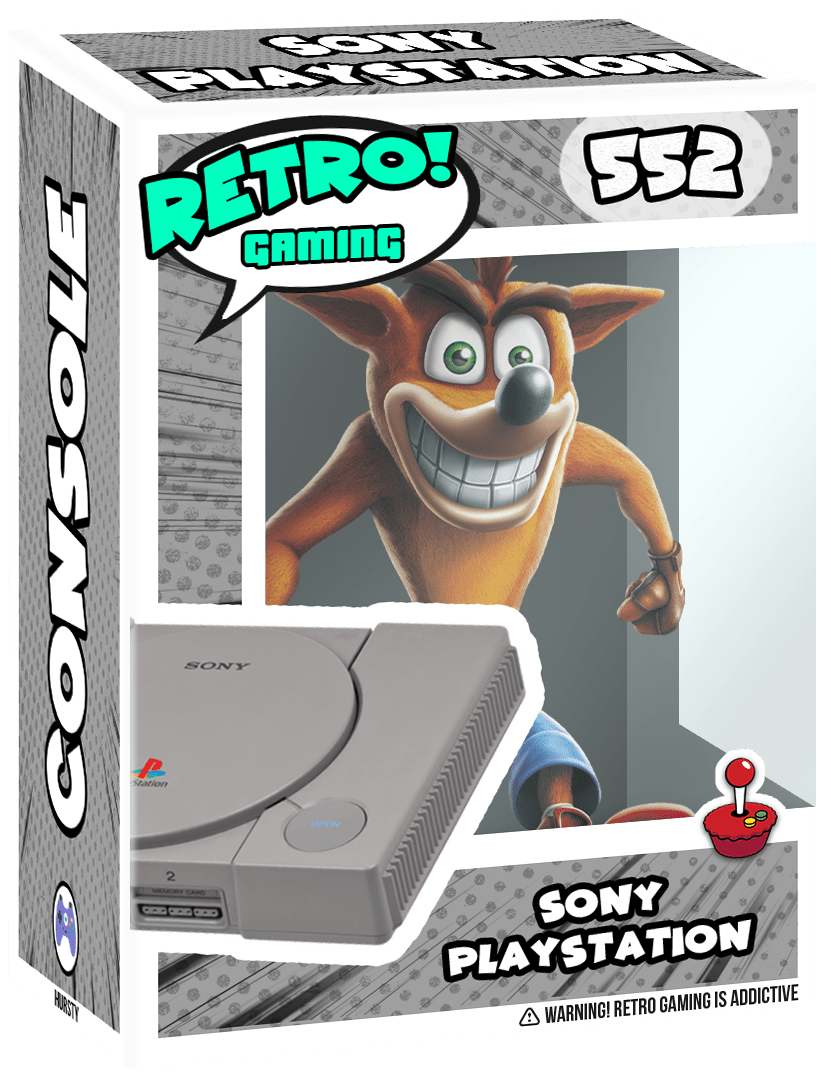 SONY
PLAYSTATION
RETRO!
GAMING
552
CONSOLE
SONY
Station
OPEN
2
MEMORY CARD
SONY
PLAYSTATION
HURSTY
WARNING! RETRO GAMING IS ADDICTIVE